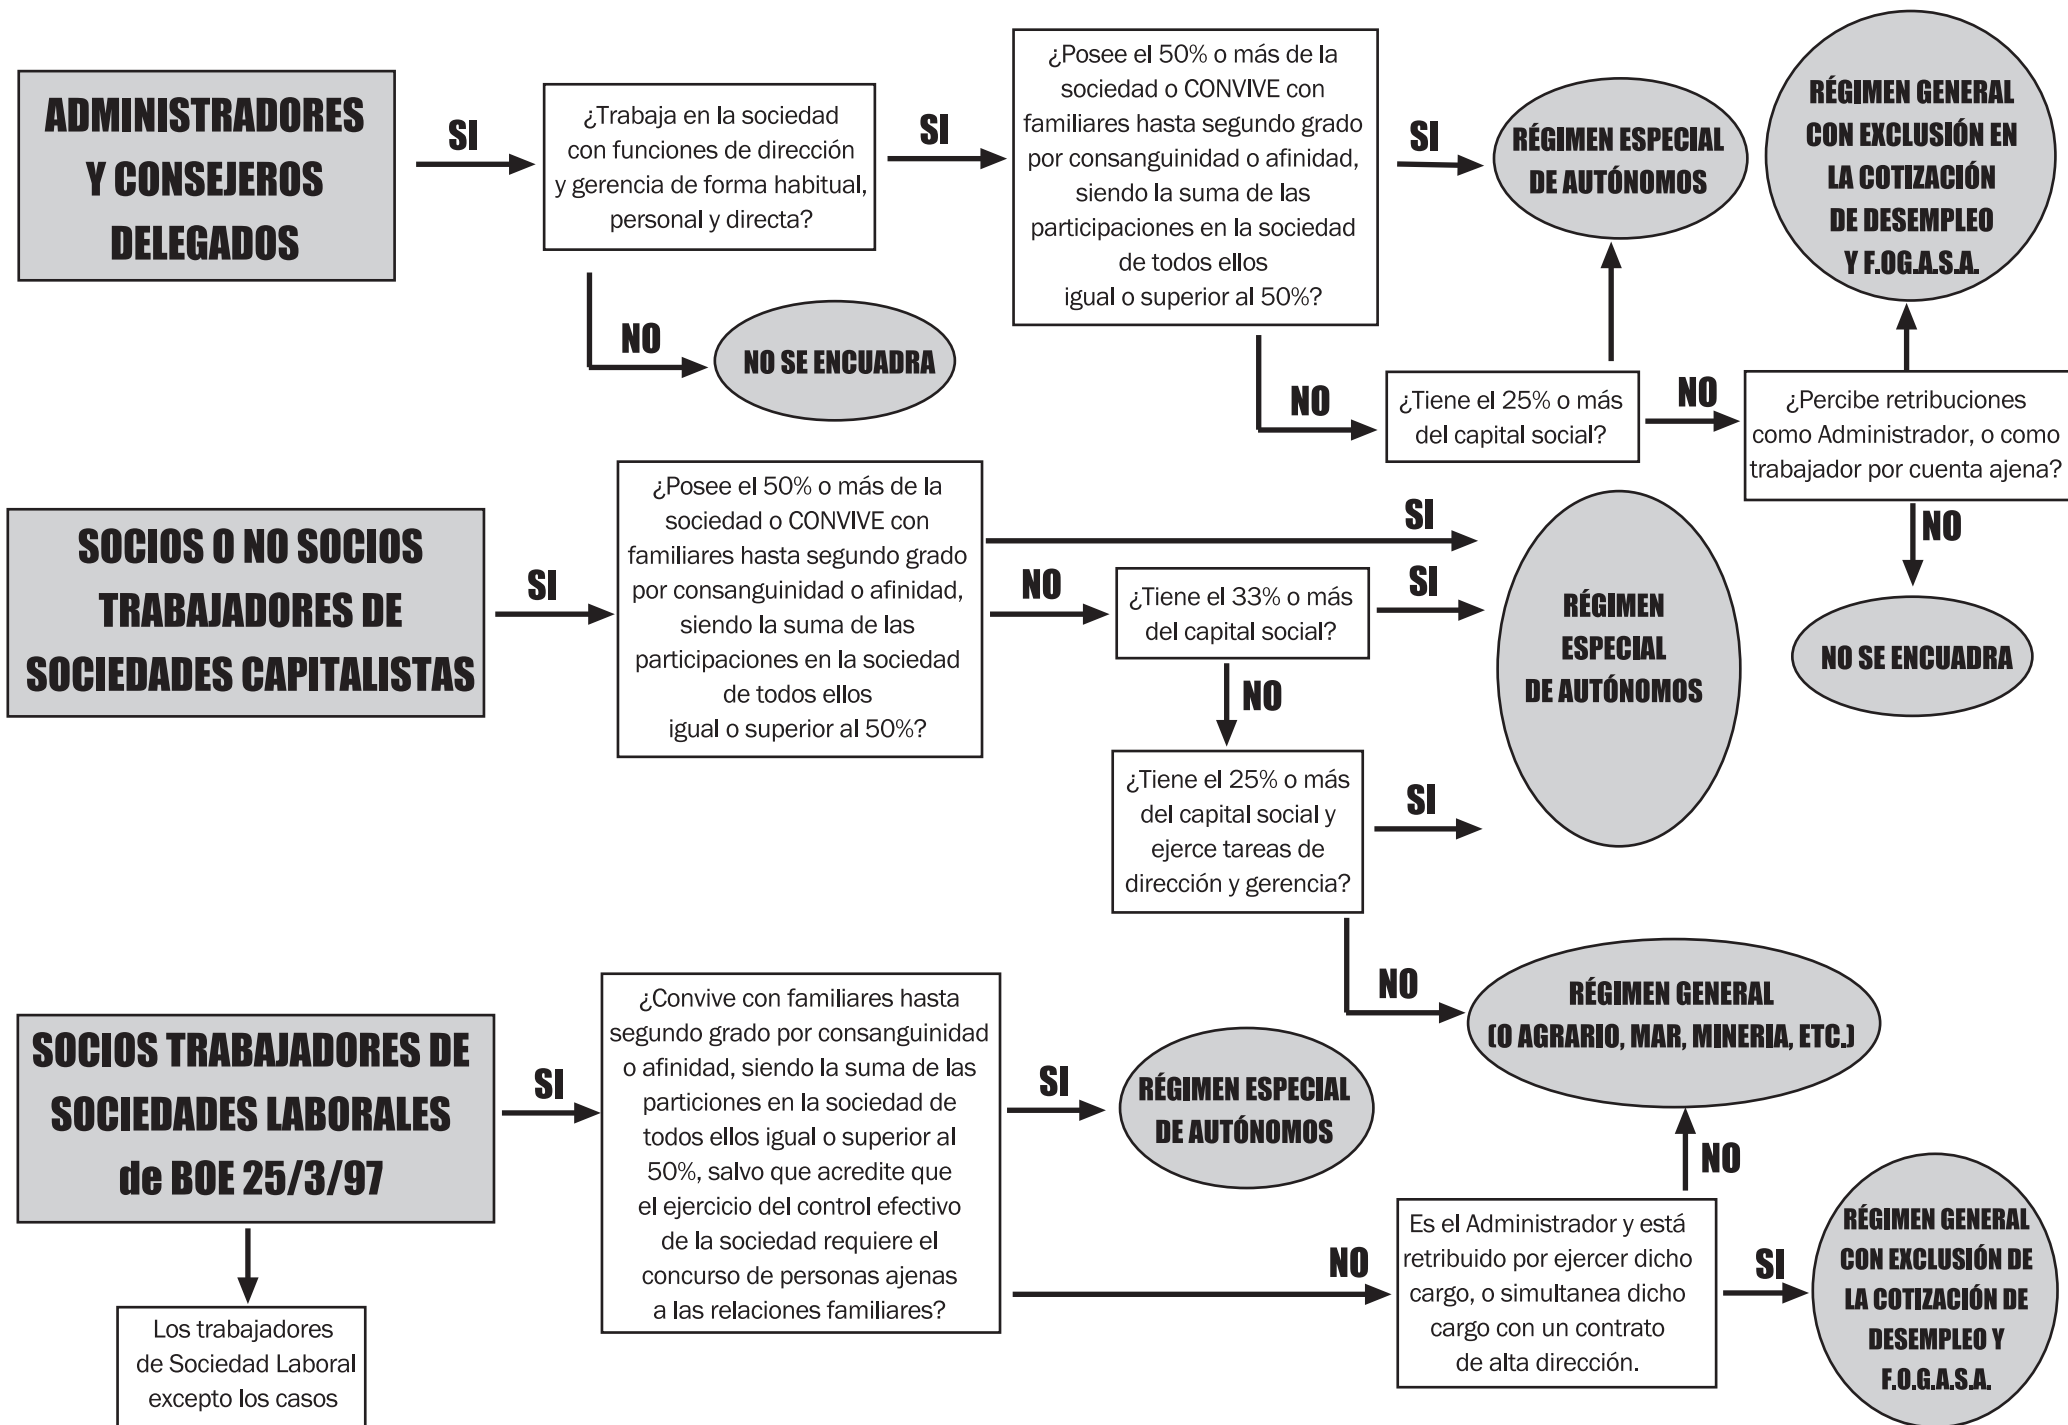 ADMINISTRADORES
Y CONSEJEROS
DELEGADOS
SI
¿Trabaja en la sociedad
con funciones de dirección
y gerencia de forma habitual,
personal y directa?
SI
¿Posee el 50% o más de la
sociedad o CONVIVE con
familiares hasta segundo grado
por consanguinidad o afinidad,
siendo la suma de las
participaciones en la sociedad
de todos ellos
igual o superior al 50%?
SI
RÉGIMEN ESPECIAL
DE AUTÓNOMOS
RÉGIMEN GENERAL
CON EXCLUSIÓN EN
LA COTIZACIÓN
DE DESEMPLEO
Y F.OG.A.S.A.
NO
NO SE ENCUADRA
NO
¿Tiene el 25% o más
del capital social?
NO
¿Percibe retribuciones
como Administrador, o como
trabajador por cuenta ajena?
NO
NO SE ENCUADRA
SOCIOS O NO SOCIOS
TRABAJADORES DE
SOCIEDADES CAPITALISTAS
SI
¿Posee el 50% o más de la
sociedad o CONVIVE con
familiares hasta segundo grado
por consanguinidad o afinidad,
siendo la suma de las
participaciones en la sociedad
de todos ellos
igual o superior al 50%?
SI
NO
¿Tiene el 33% o más
del capital social?
SI
RÉGIMEN
ESPECIAL
DE AUTÓNOMOS
NO
¿Tiene el 25% o más
del capital social y
ejerce tareas de
dirección y gerencia?
SI
NO
RÉGIMEN GENERAL
(O AGRARIO, MAR, MINERIA, ETC.)
SOCIOS TRABAJADORES DE
SOCIEDADES LABORALES
de BOE 25/3/97
SI
¿Convive con familiares hasta
segundo grado por consanguinidad
o afinidad, siendo la suma de las
particiones en la sociedad de
todos ellos igual o superior al
50%, salvo que acredite que
el ejercicio del control efectivo
de la sociedad requiere el
concurso de personas ajenas
a las relaciones familiares?
SI
RÉGIMEN ESPECIAL
DE AUTÓNOMOS
NO
Es el Administrador y está
retribuido por ejercer dicho
cargo, o simultanea dicho
cargo con un contrato
de alta dirección.
NO
SI
RÉGIMEN GENERAL
CON EXCLUSIÓN DE
LA COTIZACIÓN DE
DESEMPLEO Y
F.O.G.A.S.A.
Los trabajadores
de Sociedad Laboral
excepto los casos